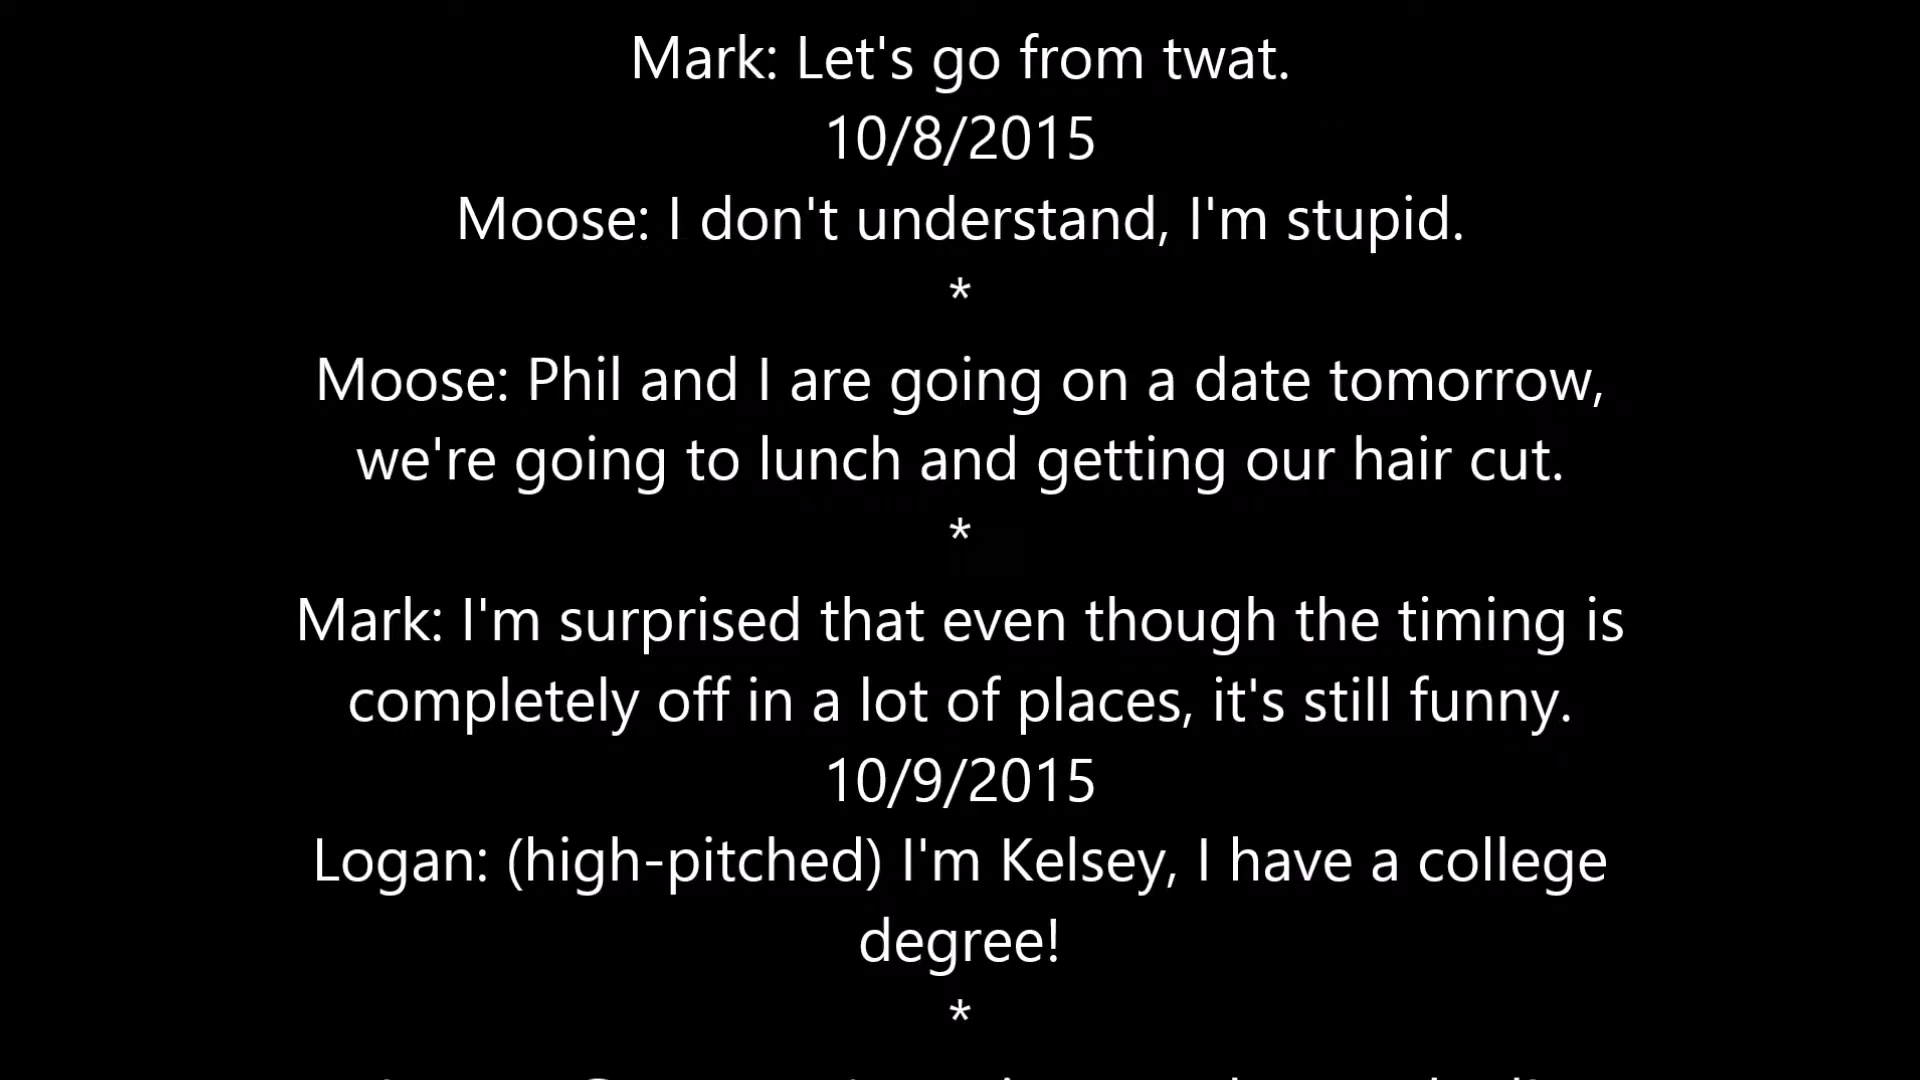 Mark: Let's go from twat.
10/8/2015
Moose: I don't understand, I'm stupid.
*
Moose: Phil and I are going on a date tomorrow,
we're going to lunch and getting our hair cut.
*
Mark: I'm surprised that even though the timing is
completely off in a lot of places, it's still funny.
10/9/2015
Logan: (high-pitched) I'm Kelsey, I have a college
degree!
*